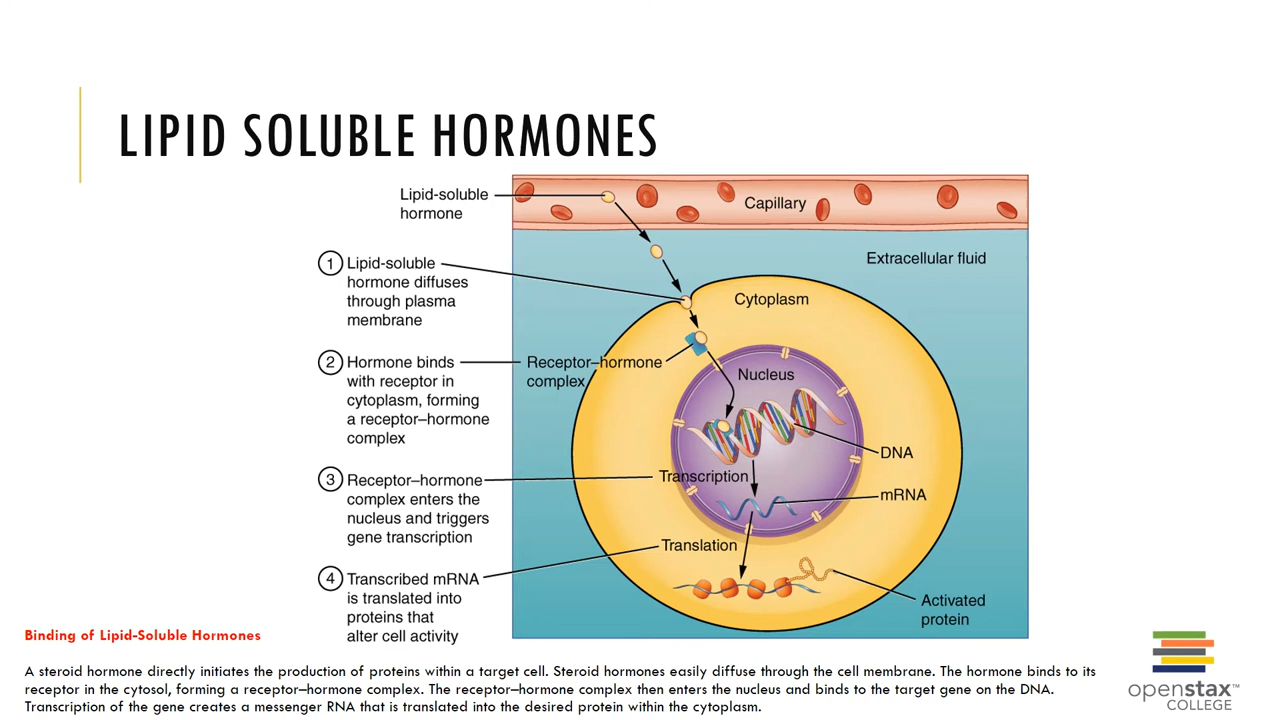 LIPID SOLUBLE HORMONES
Lipid-soluble
hormone
Capillary
Extracellular fluid
1 Lipid-soluble
hormone diffuses
through plasma
membrane
Cytoplasm
2 Hormone binds
with receptor in
cytoplasm, forming
a receptor–hormone
complex
Receptor–hormone
complex
Nucleus
DNA
3 Receptor–hormone
complex enters the
nucleus and triggers
gene transcription
Transcription
mRNA
4 Transcribed mRNA
is translated into
proteins that
alter cell activity
Translation
Activated
protein
Binding of Lipid-Soluble Hormones
A steroid hormone directly initiates the production of proteins within a target cell. Steroid hormones easily diffuse through the cell membrane. The hormone binds to its
receptor in the cytosol, forming a receptor–hormone complex. The receptor–hormone complex then enters the nucleus and binds to the target gene on the DNA.
Transcription of the gene creates a messenger RNA that is translated into the desired protein within the cytoplasm.
openstax™
COLLEGE